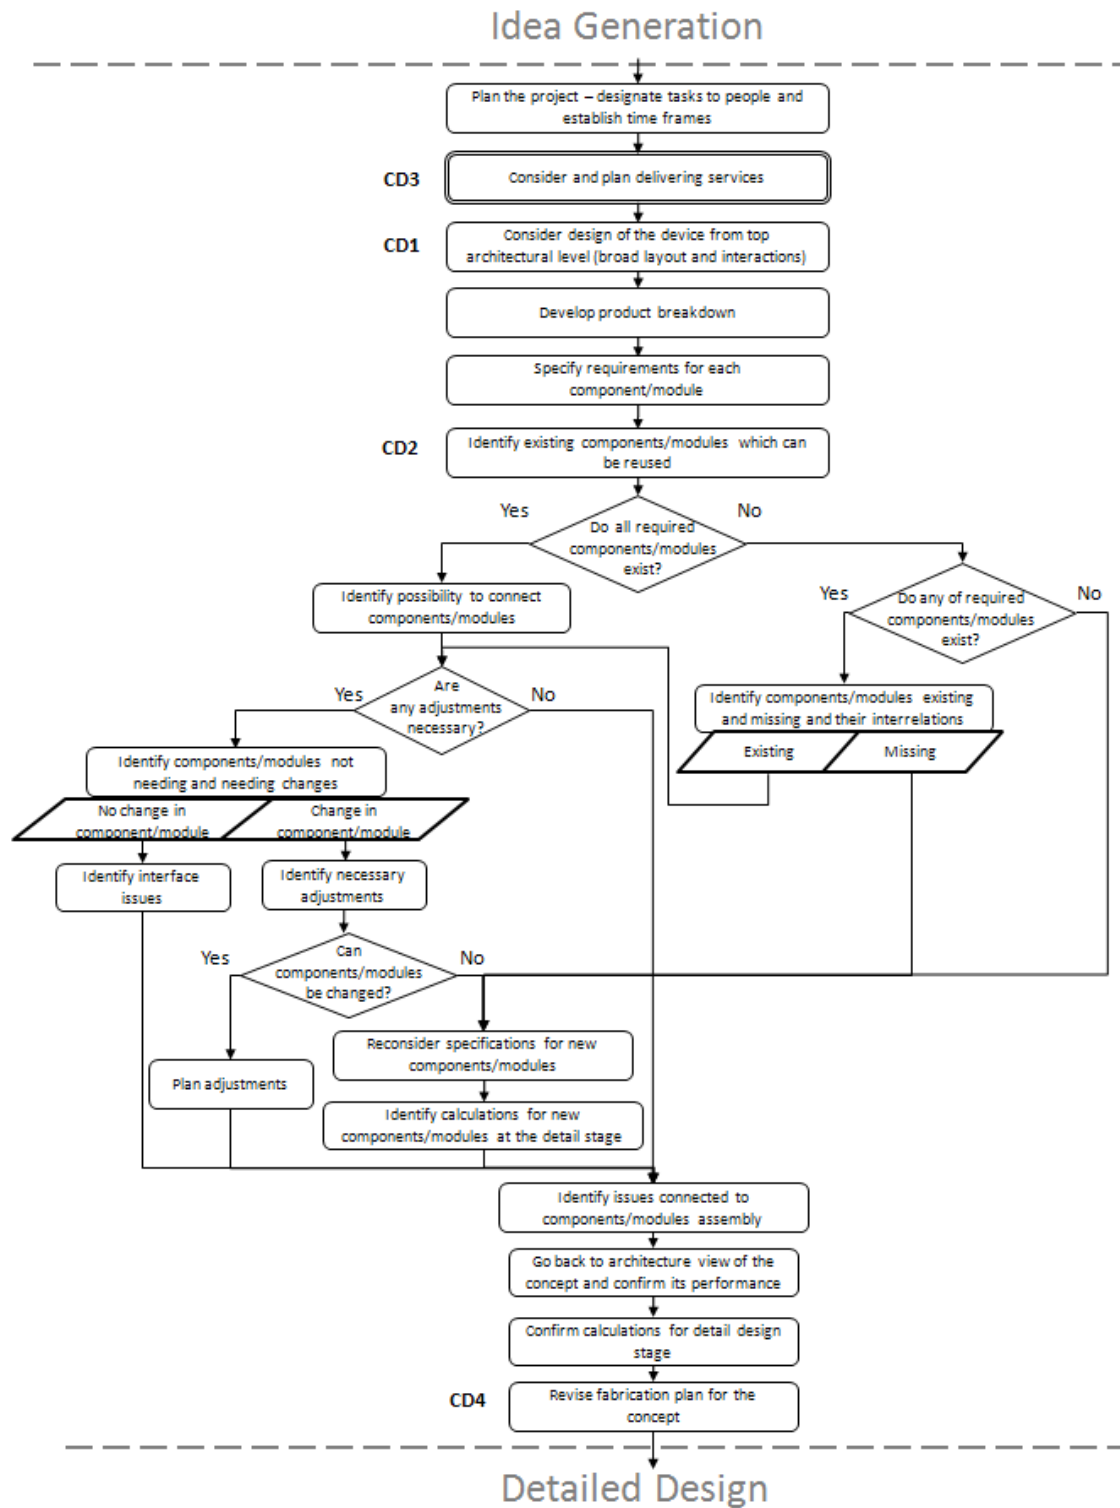 Idea Generation
Plan the project – designate tasks to people and
establish time frames
CD3
Consider and plan delivering services
CD1
Consider design of the device from top
architectural level (broad layout and interactions)
Develop product breakdown
Specify requirements for each
component/module
CD2
Identify existing components/modules which can
be reused
Yes
No
Do all required
components/modules
exist?
Identify possibility to connect
components/modules
Yes
No
Do any of required
components/modules
exist?
Yes
No
Are
any adjustments
necessary?
Identify components/modules existing
and missing and their interrelations
Existing
Missing
Identify components/modules not
needing and needing changes
No change in
component/module
Change in
component/module
Identify interface
issues
Identify necessary
adjustments
Yes
No
Can
components/modules
be changed?
Reconsider specifications for new
components/modules
Plan adjustments
Identify calculations for new
components/modules at the detail stage
Identify issues connected to
components/modules assembly
Go back to architecture view of the
concept and confirm its performance
Confirm calculations for detail design
stage
CD4
Revise fabrication plan for the
concept
Detailed Design